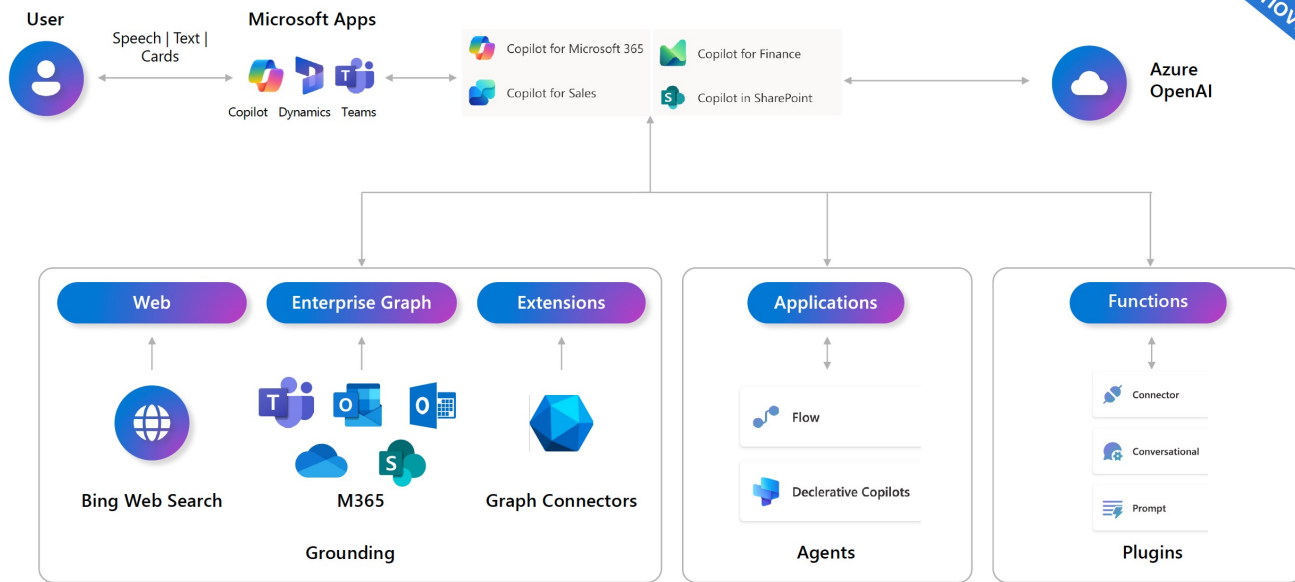 User
Speech | Text |
Cards
Microsoft Apps
Copilot
Dynamics
Teams
Copilot for Microsoft 365
Copilot for Finance
Copilot for Sales
Copilot in SharePoint
Azure
OpenAI
Web
Enterprise Graph
Extensions
Applications
Functions
T
O
O
S
Bing Web Search
M365
Graph Connectors
Grounding
Flow
Declerative Copilots
Agents
Connector
Conversational
Prompt
Plugins